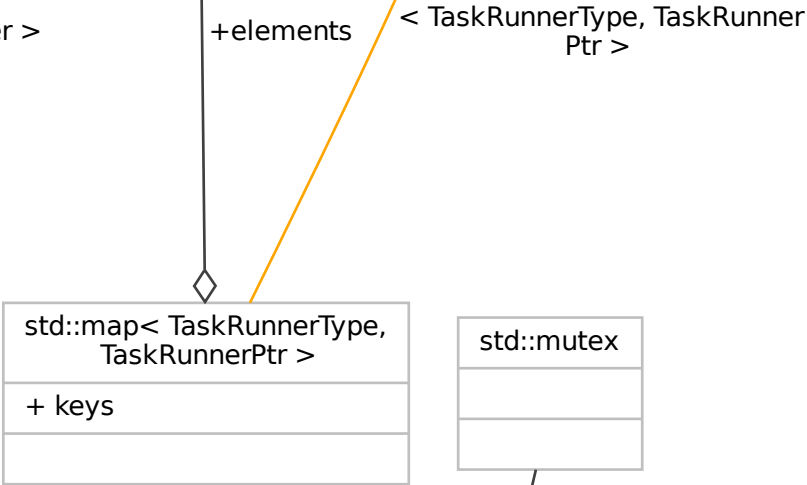 +elements
< TaskRunnerType, TaskRunner
Ptr >
std::map< TaskRunnerType,
TaskRunnerPtr >
+ keys
std::mutex